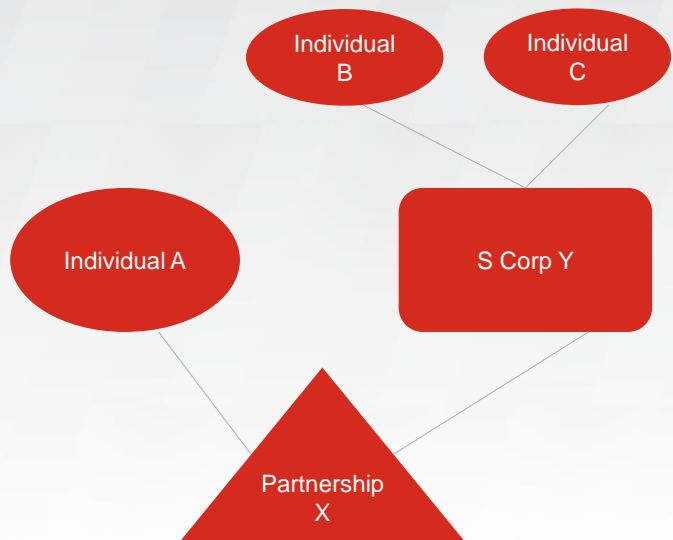 Individual
B
Individual
C
Individual A
S Corp Y
Partnership
X